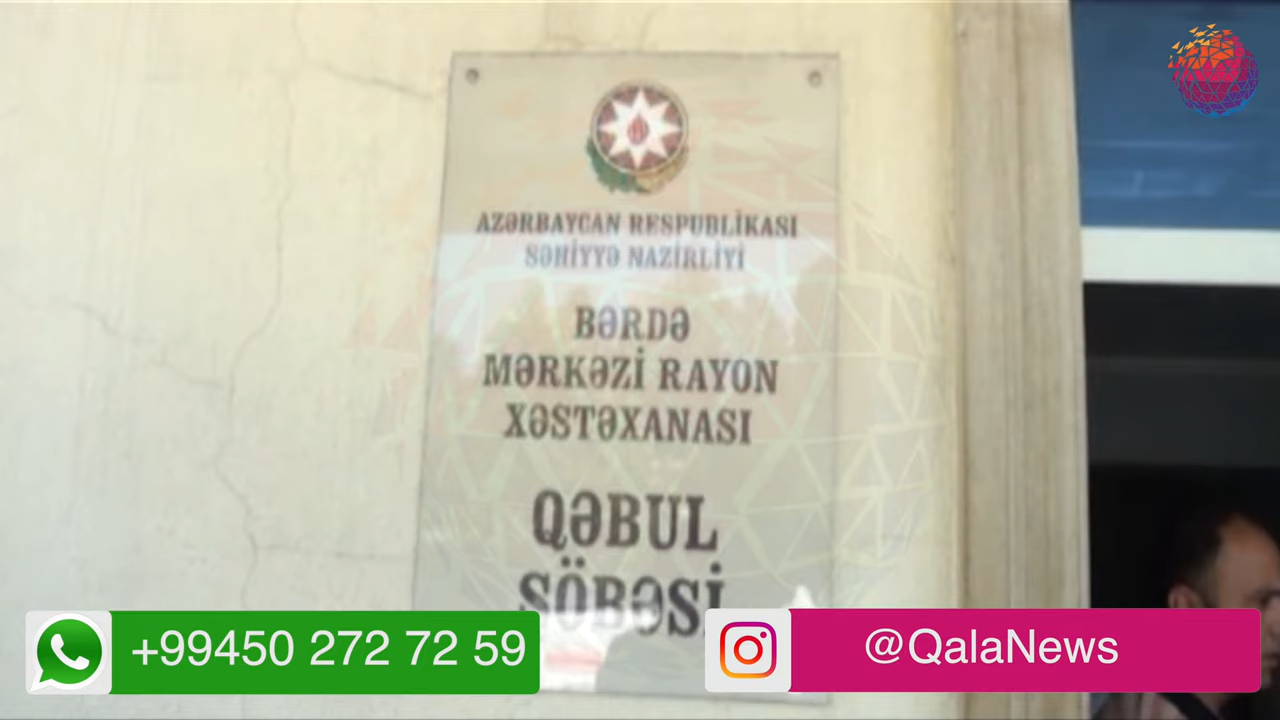 AZƏRBAYCAN RESPUBLİKASI
SƏHİYYƏ NAZİRLİYİ
BƏRDƏ
MƏRKƏZİ RAYON
XƏSTƏXANASI
QƏBUL
ŞÖBƏSİ
+99450 272 72 59
@QalaNews